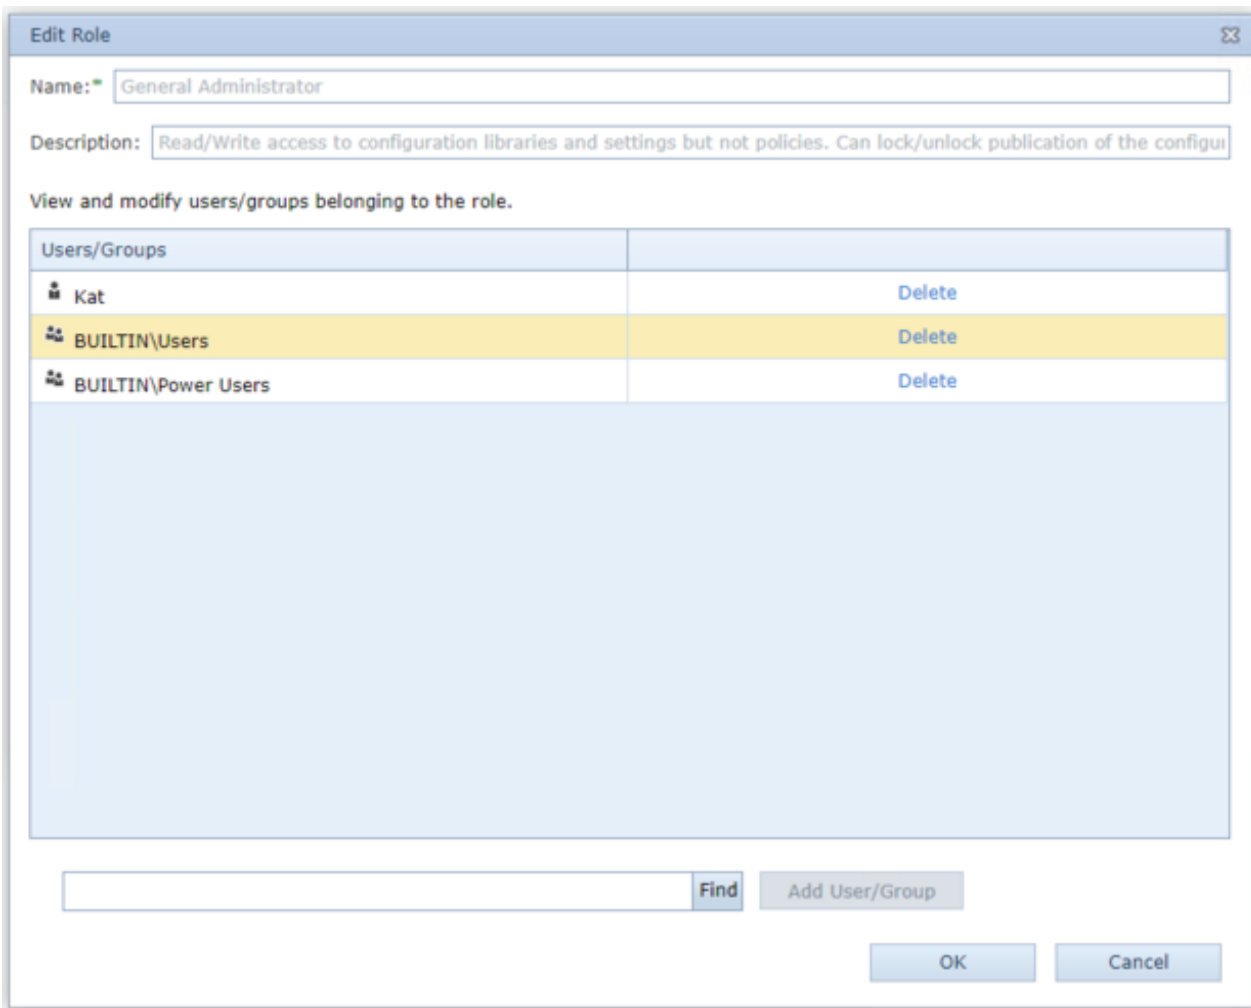 Edit Role
Name:* General Administrator
Description: Read/Write access to configuration libraries and settings but not policies. Can lock/unlock publication of the
View and modify users/groups belonging to the role.
Users/Groups
Kat Delete
BUILTIN\Users Delete
BUILTIN\Power Users Delete
Find Add User/Group
OK Cancel